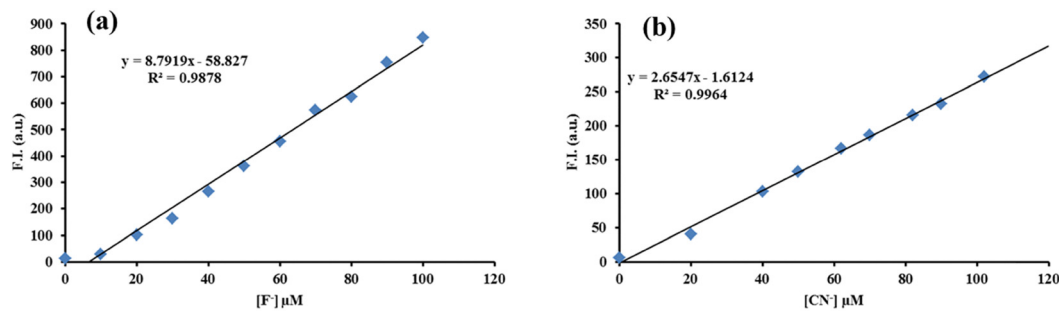 (a)
y = 8.7919x - 58.827
R² = 0.9878
F.I. (a.u.)
900
800
700
600
500
400
300
200
100
0
0 20 40 60 80 100 120
[F-] µM
(b)
y = 2.6547x - 1.6124
R² = 0.9964
F.I. (a.u.)
350
300
250
200
150
100
50
0
0 20 40 60 80 100 120
[CN-] µM